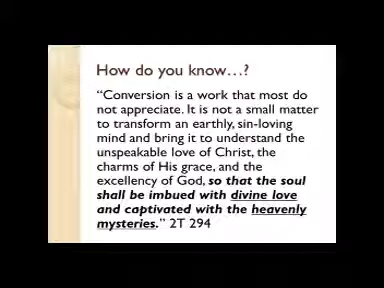 How do you know…?
“Conversion is a work that most do
not appreciate. It is not a small matter
to transform an earthly, sin-loving
mind and bring it to understand the
unspeakable love of Christ, the
charms of His grace, and the
excellency of God, so that the soul
shall be imbued with divine love
and captivated with the heavenly
mysteries.” 2T 294